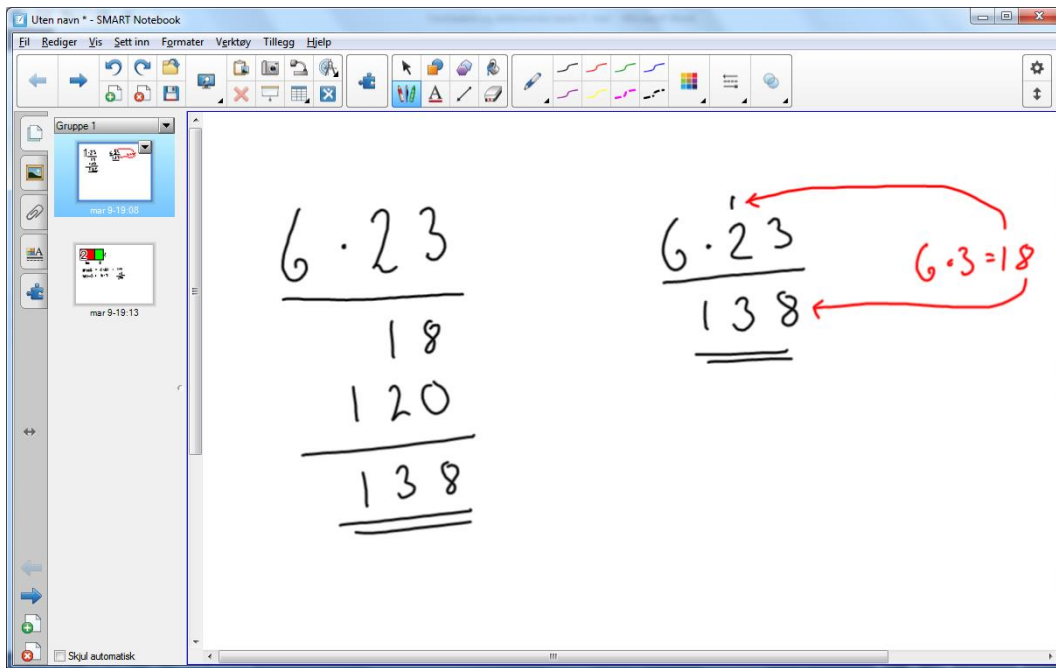 Uten navn * - SMART Notebook
Fil Rediger Vis Sett inn Formater Verktøy Tillegg Hjelp
Gruppe 1
mar 9-19:08
mar 9-19:13
Skjul automatisk
6 · 23
18
120
138
1
6 · 23
138
6 · 3 = 18